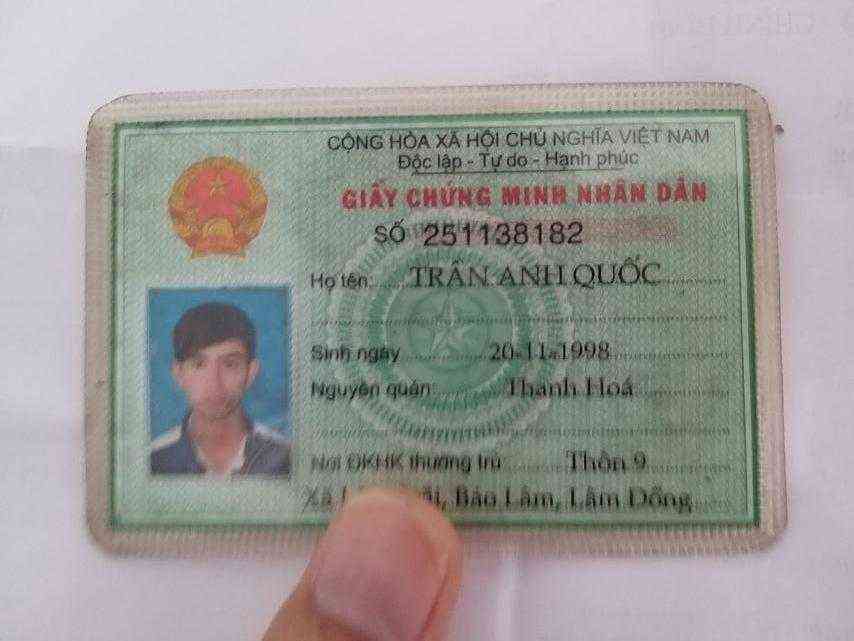 CỘNG HÒA XÃ HỘI CHỦ NGHĨA VIỆT NAM
Độc lập - Tự do - Hạnh phúc
GIẤY CHỨNG MINH NHÂN DÂN
SỐ 251138182
Họ tên: TRẦN ANH QUỐC
Sinh ngày 20-11-1998
Nguyên quán: Thanh Hoá
Nơi ĐKHK thường trú: Thôn 9
Xã Bảo Lâm, Lâm Đồng